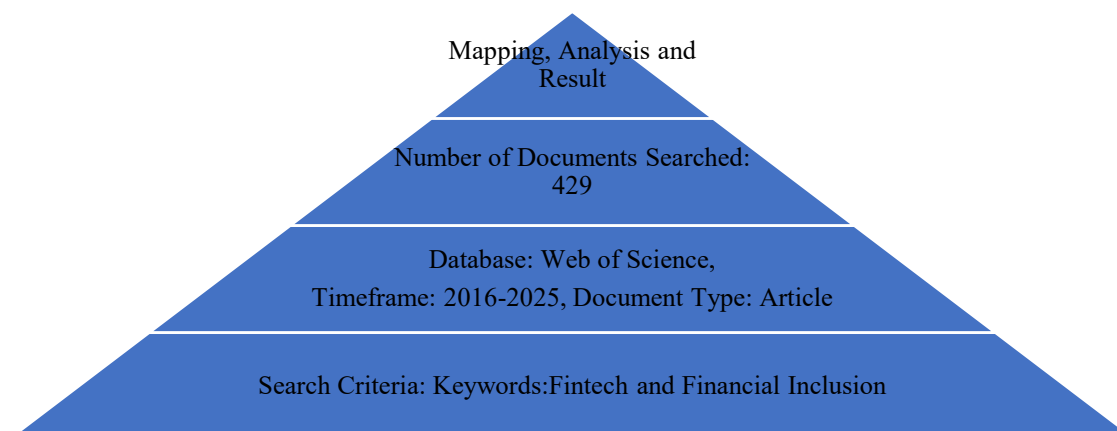 Mapping, Analysis and
Result
Number of Documents Searched:
429
Database: Web of Science,
Timeframe: 2016-2025, Document Type: Article
Search Criteria: Keywords:Fintech and Financial Inclusion